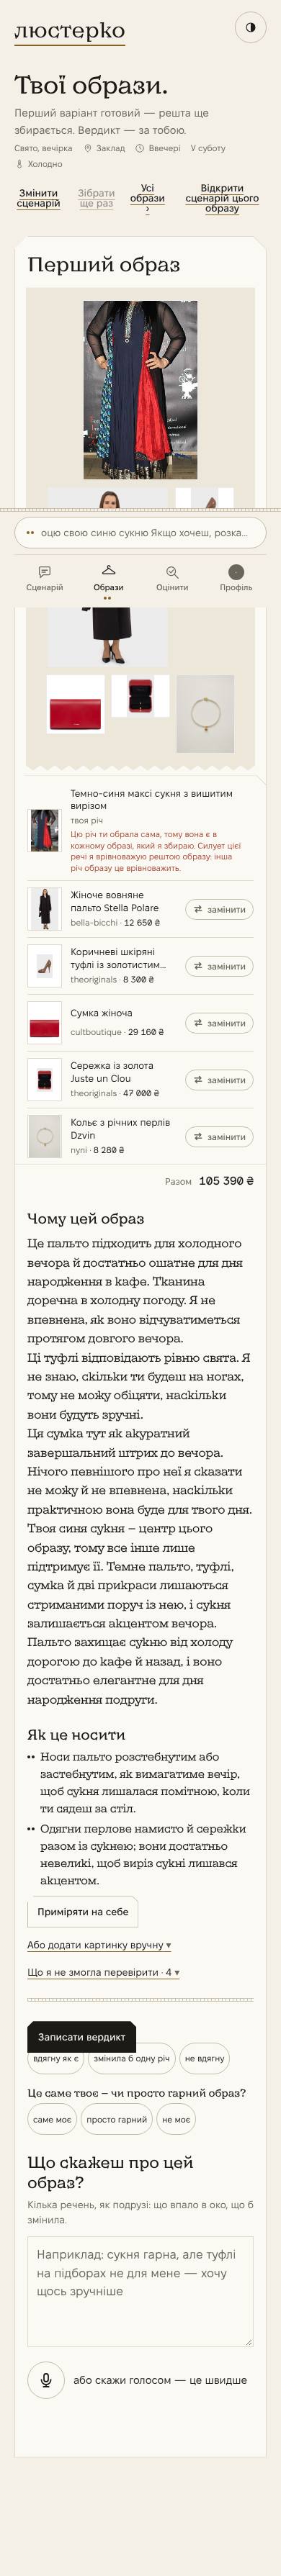 люстерко
Твої образи.
Перший варіант готовий — решта ще
збирається. Вердикт — за тобою.
Свято, вечірка Заклад Ввечері У суботу
Холодно
Змінити
сценарій
Зібрати
ще раз
Усі
образи
›
Відкрити
сценарій цього
образу
Перший образ
оцю свою синю сукню Якщо хочеш, розка...
Сценарій Образи Оцінити Профіль
Темно-синя максі сукня з вишитим
вирізом
твоя річ
Цю річ ти обрала сама, тому вона є в
кожному образі, який я збираю. Силует цієї
речі я врівноважую рештою образу: інша
річ образу це врівноважить.
Жіноче вовняне
пальто Stella Polare
bella-bicchi · 12 650 ₴
замінити
Коричневі шкіряні
туфлі із золотистим...
theoriginals · 8 300 ₴
замінити
Сумка жіноча
cultboutique · 29 160 ₴
замінити
Сережка із золота
Juste un Clou
theoriginals · 47 000 ₴
замінити
Кольє з річних перлів
Dzvin
nyni · 8 280 ₴
замінити
Разом 105 390 ₴
Чому цей образ
Це пальто підходить для холодного
вечора й достатньо ошатне для дня
народження в кафе. Тканина
доречна в холодну погоду. Я не
впевнена, як воно відчуватиметься
протягом довгого вечора.
Ці туфлі відповідають рівню свята. Я
не знаю, скільки ти будеш на ногах,
тому не можу обіцяти, наскільки
вони будуть зручні.
Ця сумка тут як акуратний
завершальний штрих до вечора.
Нічого певнішого про неї я сказати
не можу й не впевнена, наскільки
практичною вона буде для твого дня.
Твоя синя сукня — центр цього
образу, тому все інше лише
підтримує її. Темне пальто, туфлі,
сумка й дві прикраси лишаються
стриманими поруч із нею, і сукня
залишається акцентом вечора.
Пальто захищає сукню від холоду
дорогою до кафе й назад, і воно
достатньо елегантне для дня
народження подруги.
Як це носити
Носи пальто розстебнутим або
застебнутим, як вимагатиме вечір,
щоб сукня лишалася помітною, коли
ти сядеш за стіл.
Одягни перлове намисто й сережки
разом із сукнею; вони достатньо
невеликі, щоб виріз сукні лишався
акцентом.
Приміряти на себе
Або додати картинку вручну ▾
Що я не змогла перевірити · 4 ▾
Записати вердикт
вдягну як є змінила б одну річ не вдягну
Це саме твоє — чи просто гарний образ?
саме моє просто гарний не моє
Що скажеш про цей
образ?
Кілька речень, як подрузі: що впало в око, що б
змінила.
Наприклад: сукня гарна, але туфлі
на підборах не для мене — хочу
щось зручніше
або скажи голосом — це швидше